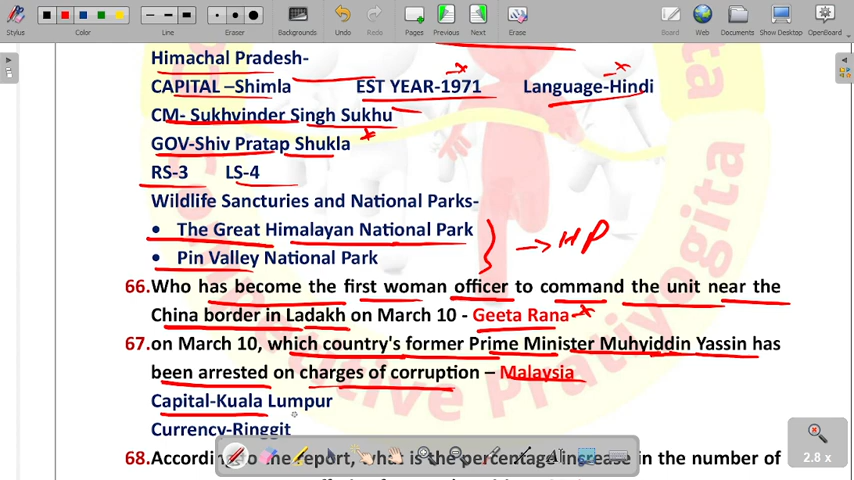 Stylus Color Line Eraser Backgrounds Undo Redo Pages Previous Next Erase Board Web Documents Show Desktop OpenBoard
Himachal Pradesh-
CAPITAL –Shimla EST YEAR-1971 Language-Hindi
CM- Sukhvinder Singh Sukhu
GOV-Shiv Pratap Shukla
RS-3 LS-4
Wildlife Sancturies and National Parks-
• The Great Himalayan National Park
→ HP
• Pin Valley National Park
66.Who has become the first woman officer to command the unit near the
China border in Ladakh on March 10 - Geeta Rana
67.on March 10, which country's former Prime Minister Muhyiddin Yassin has
been arrested on charges of corruption – Malaysia
Capital-Kuala Lumpur
Currency-Ringgit
2.8 x
68.According to the report, what is the percentage increase in the number of